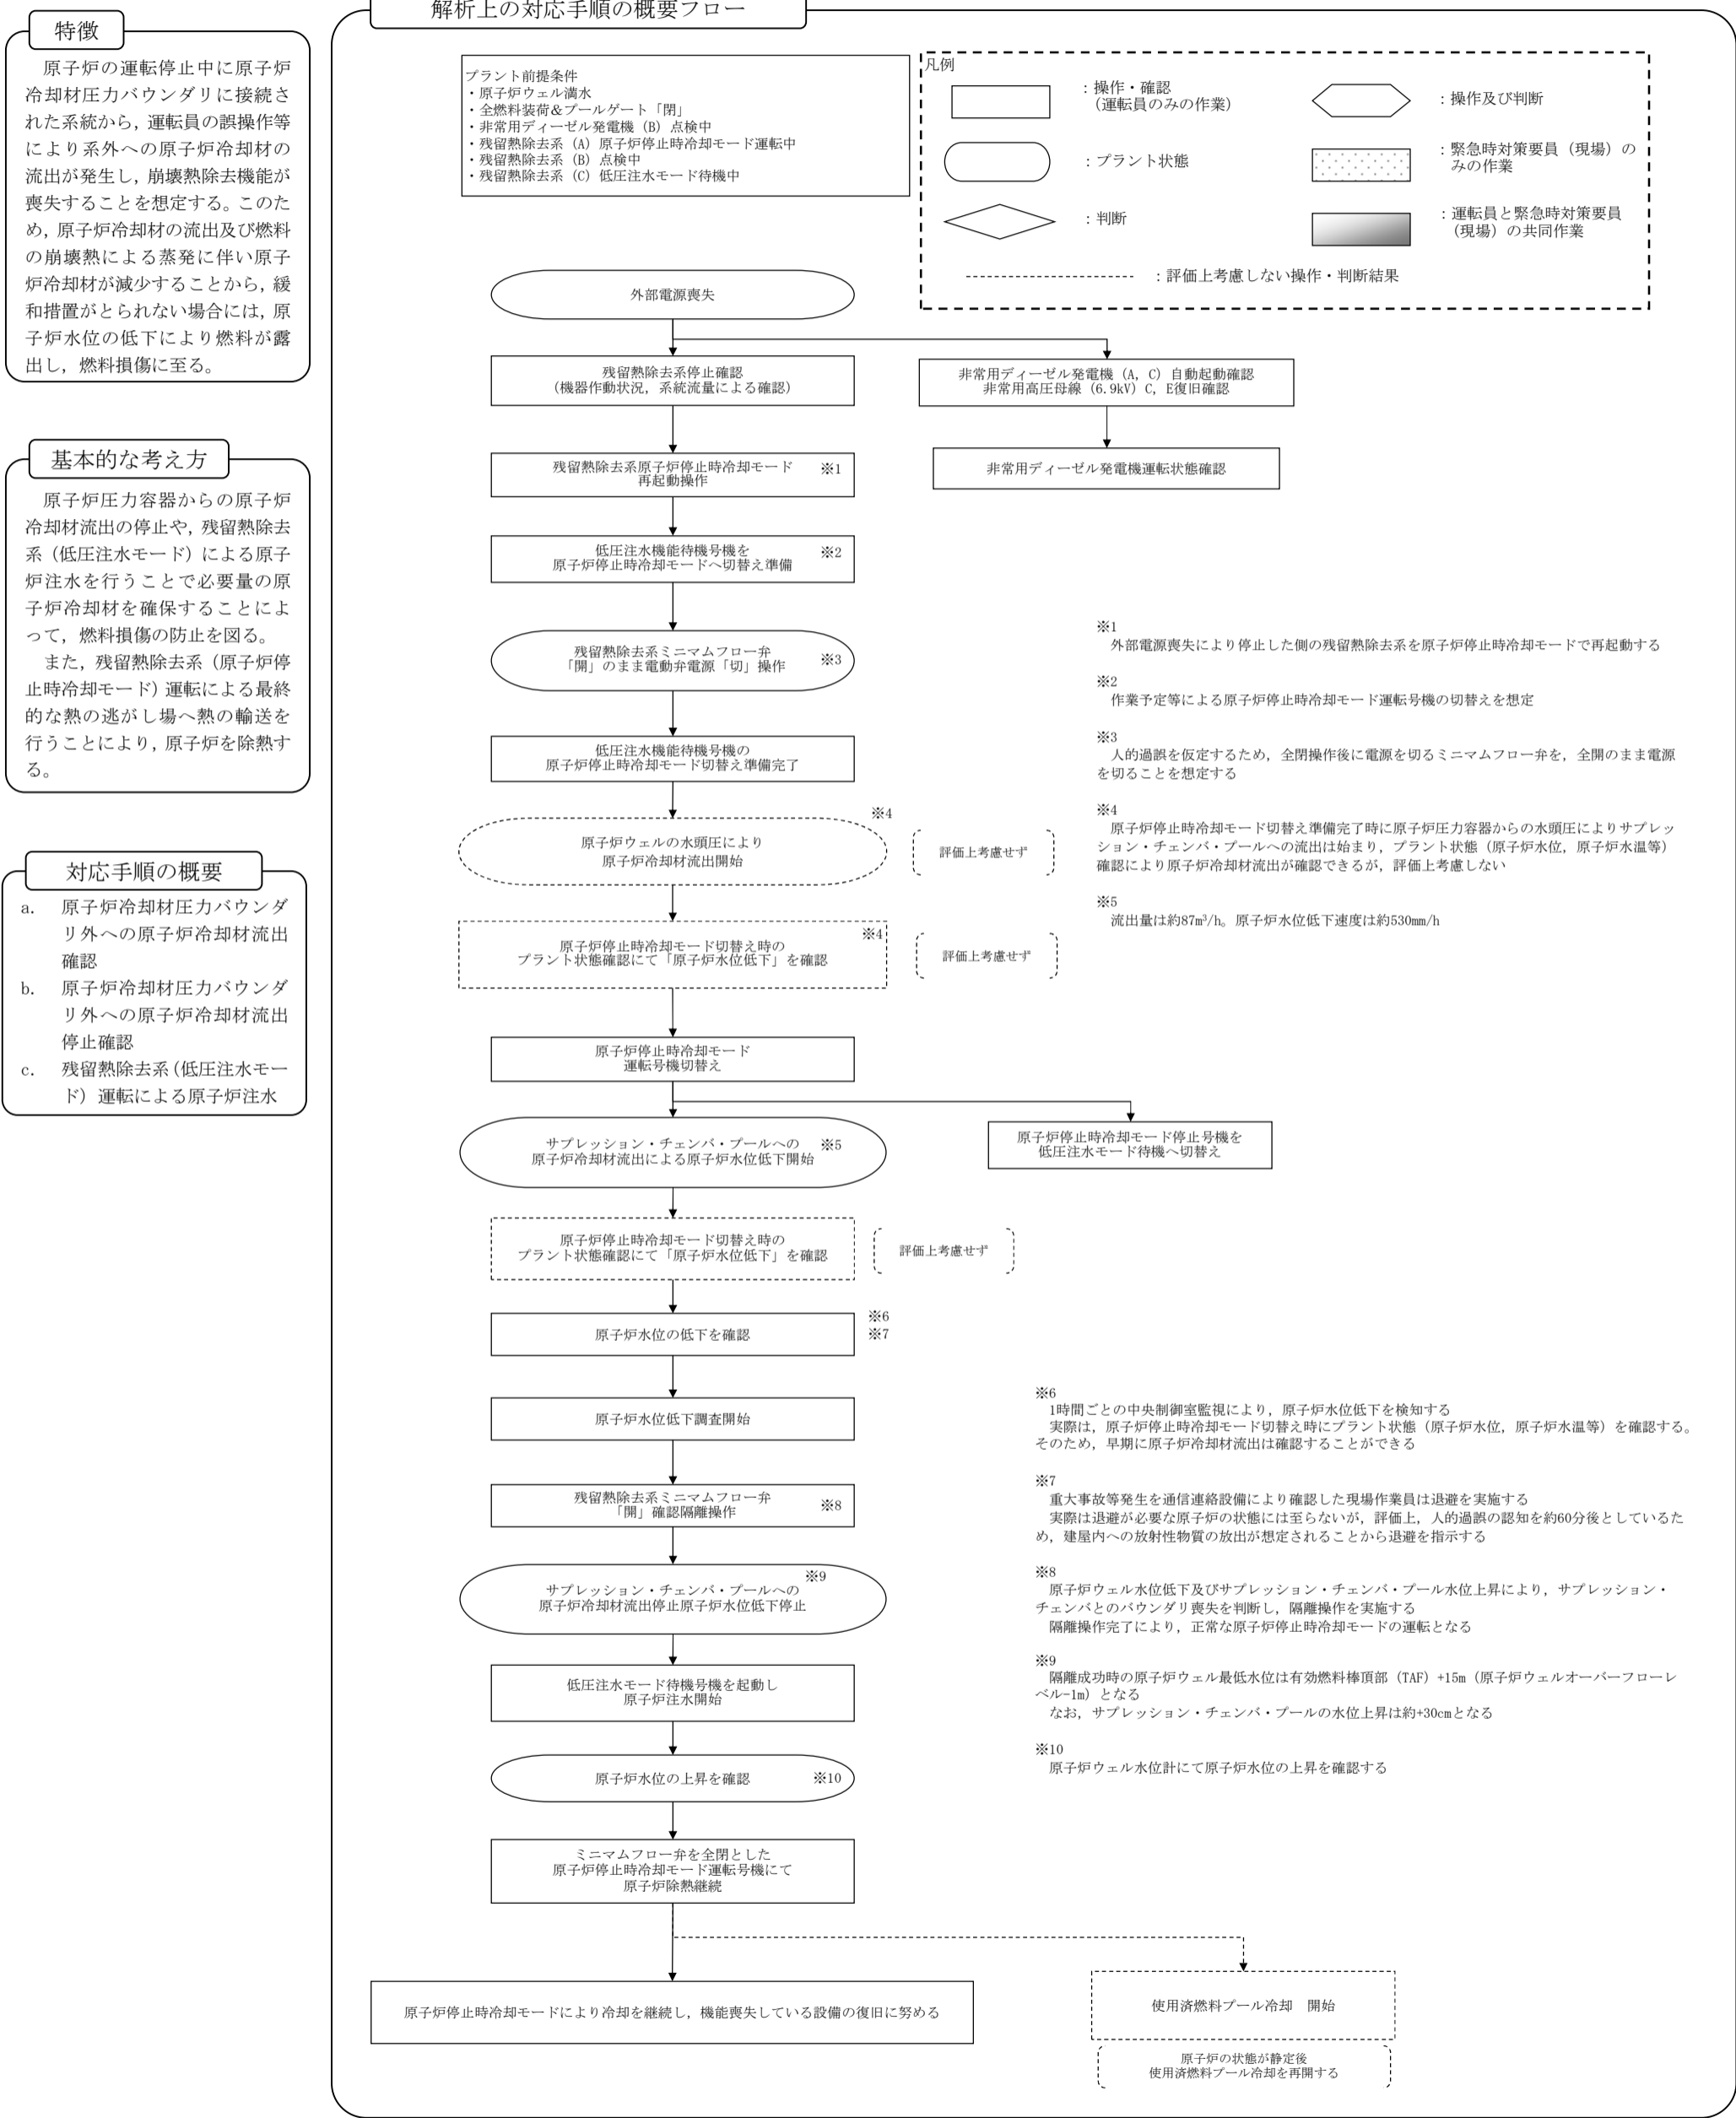 特徴
原子炉の運転停止中に原子炉
冷却材圧力バウンダリに接続さ
れた系統から，運転員の誤操作等
により系外への原子炉冷却材の
流出が発生し，崩壊熱除去機能が
喪失することを想定する。このた
め，原子炉冷却材の流出及び燃料
の崩壊熱による蒸発に伴い原子
炉冷却材が減少することから，緩
和措置がとられない場合には，原
子炉水位の低下により燃料が露
出し，燃料損傷に至る。
基本的な考え方
原子炉圧力容器からの原子炉
冷却材流出の停止や，残留熱除去
系（低圧注水モード）による原子
炉注水を行うことで必要量の原
子炉冷却材を確保することによ
って，燃料損傷の防止を図る。
また，残留熱除去系（原子炉停
止時冷却モード）運転による最終
的な熱の逃がし場へ熱の輸送を
行うことにより，原子炉を除熱す
る。
対応手順の概要
a. 原子炉冷却材圧力バウンダ
リ外への原子炉冷却材流出
確認
b. 原子炉冷却材圧力バウンダ
リ外への原子炉冷却材流出
停止確認
c. 残留熱除去系（低圧注水モー
ド）運転による原子炉注水
解析上の対応手順の概要フロー
プラント前提条件
・原子炉ウェル満水
・全燃料装荷＆プールゲート「閉」
・非常用ディーゼル発電機（B）点検中
・残留熱除去系（A）原子炉停止時冷却モード運転中
・残留熱除去系（B）点検中
・残留熱除去系（C）低圧注水モード待機中
凡例
：操作・確認
（運転員のみの作業）
：操作及び判断
：プラント状態
：緊急時対策要員（現場）の
みの作業
：判断
：運転員と緊急時対策要員
（現場）の共同作業
：評価上考慮しない操作・判断結果
外部電源喪失
残留熱除去系停止確認
（機器作動状況，系統流量による確認）
非常用ディーゼル発電機（A，C）自動起動確認
非常用高圧母線（6.9kV）C，E復旧確認
非常用ディーゼル発電機運転状態確認
残留熱除去系原子炉停止時冷却モード ※1
再起動操作
低圧注水機能待機号機を ※2
原子炉停止時冷却モードへ切替え準備
残留熱除去系ミニマムフロー弁
「開」のまま電動弁電源「切」操作 ※3
低圧注水機能待機号機の
原子炉停止時冷却モード切替え準備完了
※4
原子炉ウェルの水頭圧により
原子炉冷却材流出開始
評価上考慮せず
※4
原子炉停止時冷却モード切替え時の
プラント状態確認にて「原子炉水位低下」を確認
評価上考慮せず
原子炉停止時冷却モード
運転号機切替え
サプレッション・チェンバ・プールへの ※5
原子炉冷却材流出による原子炉水位低下開始
原子炉停止時冷却モード停止号機を
低圧注水モード待機へ切替え
原子炉停止時冷却モード切替え時の
プラント状態確認にて「原子炉水位低下」を確認
評価上考慮せず
原子炉水位の低下を確認
※6
※7
原子炉水位低下調査開始
残留熱除去系ミニマムフロー弁
「開」確認隔離操作 ※8
※9
サプレッション・チェンバ・プールへの
原子炉冷却材流出停止原子炉水位低下停止
低圧注水モード待機号機を起動し
原子炉注水開始
原子炉水位の上昇を確認 ※10
ミニマムフロー弁を全閉とした
原子炉停止時冷却モード運転号機にて
原子炉除熱継続
原子炉停止時冷却モードにより冷却を継続し，機能喪失している設備の復旧に努める
使用済燃料プール冷却　開始
原子炉の状態が静定後
使用済燃料プール冷却を再開する
※1
外部電源喪失により停止した側の残留熱除去系を原子炉停止時冷却モードで再起動する
※2
作業予定等による原子炉停止時冷却モード運転号機の切替えを想定
※3
人的過誤を仮定するため，全閉操作後に電源を切るミニマムフロー弁を，全開のまま電源
を切ることを想定する
※4
原子炉停止時冷却モード切替え準備完了時に原子炉圧力容器からの水頭圧によりサプレッ
ション・チェンバ・プールへの流出は始まり，プラント状態（原子炉水位，原子炉水温等）
確認により原子炉冷却材流出が確認できるが，評価上考慮しない
※5
流出量は約87m³/h。原子炉水位低下速度は約530mm/h
※6
1時間ごとの中央制御室監視により，原子炉水位低下を検知する
実際は，原子炉停止時冷却モード切替え時にプラント状態（原子炉水位，原子炉水温等）を確認する。
そのため，早期に原子炉冷却材流出は確認することができる
※7
重大事故等発生を通信連絡設備により確認した現場作業員は退避を実施する
実際は退避が必要な原子炉の状態には至らないが，評価上，人的過誤の認知を約60分後としているた
め，建屋内への放射性物質の放出が想定されることから退避を指示する
※8
原子炉ウェル水位低下及びサプレッション・チェンバ・プール水位上昇により，サプレッション・
チェンバとのバウンダリ喪失を判断し，隔離操作を実施する
隔離操作完了により，正常な原子炉停止時冷却モードの運転となる
※9
隔離成功時の原子炉ウェル最低水位は有効燃料棒頂部（TAF）+15m（原子炉ウェルオーバーフローレ
ベル-1m）となる
なお，サプレッション・チェンバ・プールの水位上昇は約+30cmとなる
※10
原子炉ウェル水位計にて原子炉水位の上昇を確認する